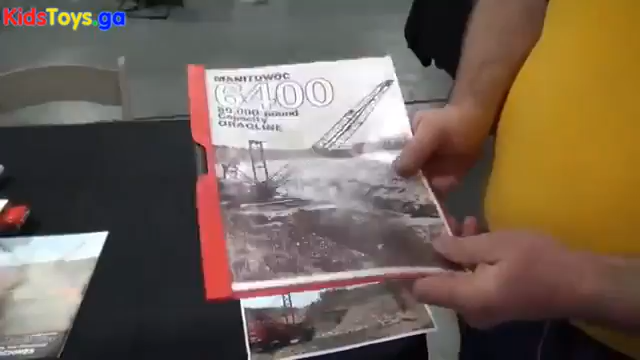 KidsToys.ga
MANITOWOC
6400
80,000 pound
Capacity
DRAGLINE